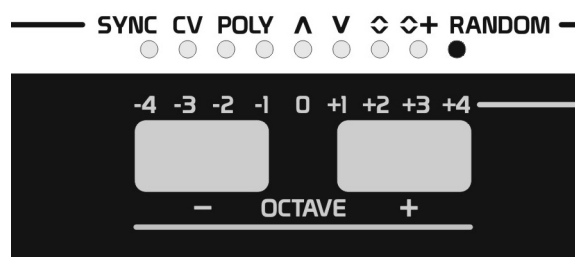 SYNC CV POLY ∧ ∨ ◇ ◇+ RANDOM
-4 -3 -2 -1 0 +1 +2 +3 +4
− OCTAVE +